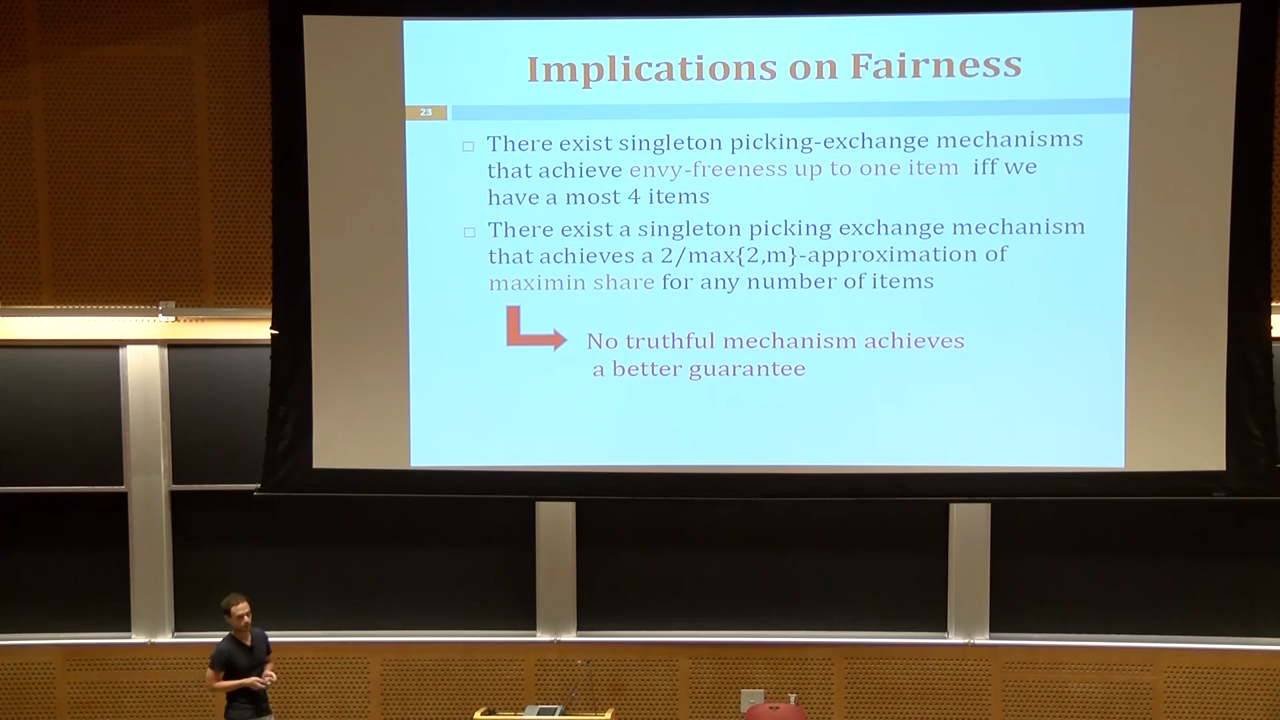 Implications on Fairness
23
There exist singleton picking-exchange mechanisms
that achieve envy-freeness up to one item iff we
have a most 4 items
There exist a singleton picking exchange mechanism
that achieves a 2/max{2,m}-approximation of
maximin share for any number of items
No truthful mechanism achieves
a better guarantee